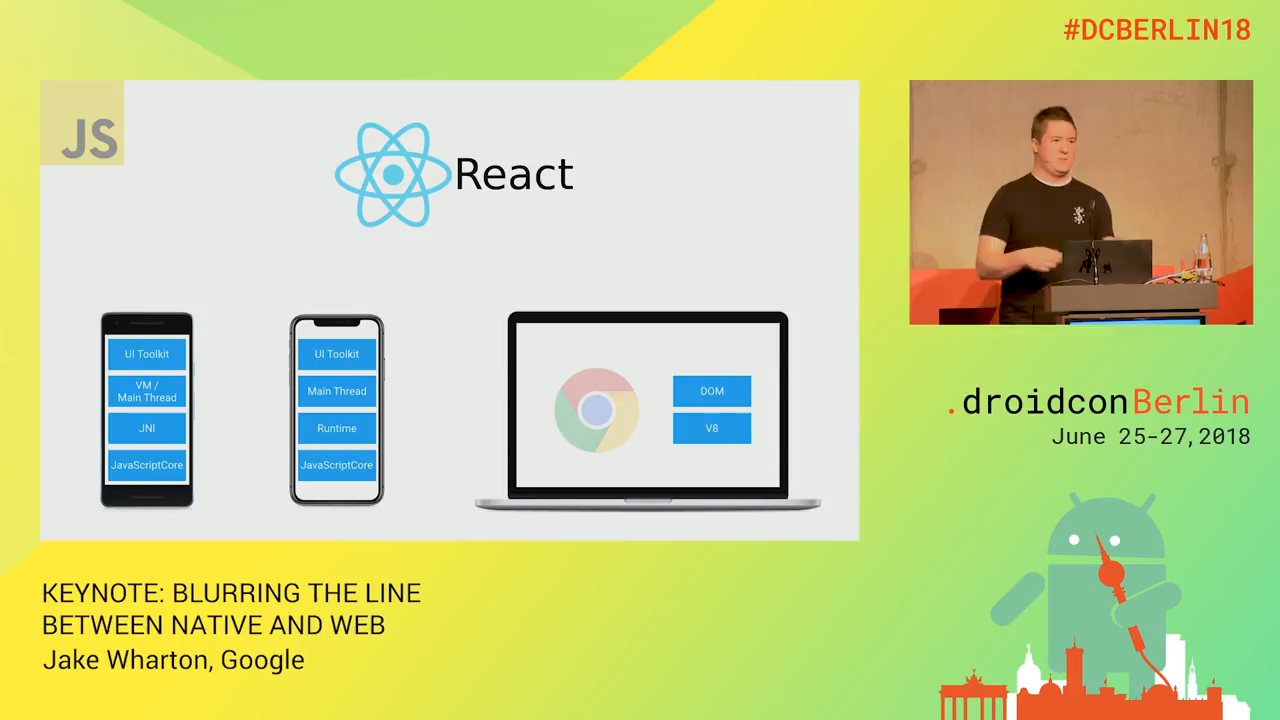 #DCBERLIN18
JS
React
UI Toolkit
VM /
Main Thread
JNI
JavaScriptCore
UI Toolkit
Main Thread
Runtime
JavaScriptCore
DOM
V8
.droidconBerlin
June 25-27, 2018
KEYNOTE: BLURRING THE LINE
BETWEEN NATIVE AND WEB
Jake Wharton, Google